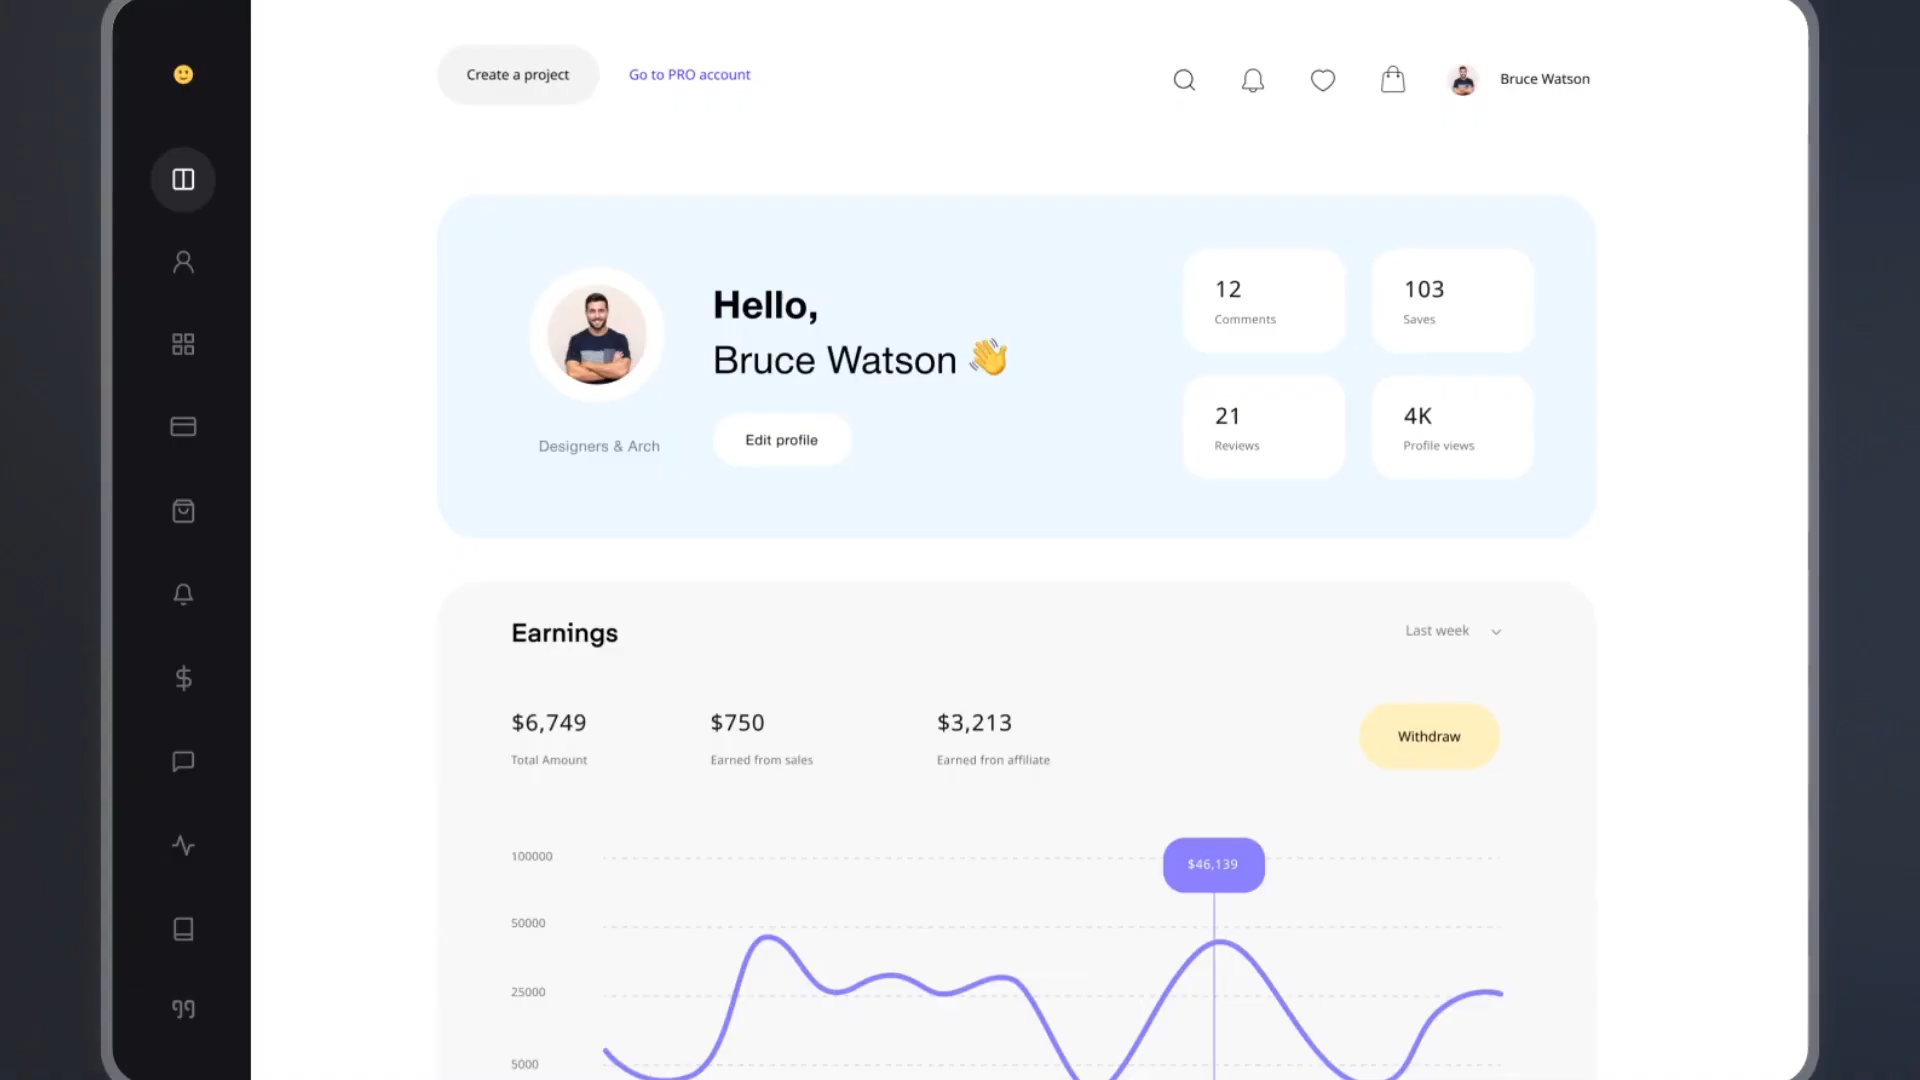 Create a project
Go to PRO account
Bruce Watson
Hello,
Bruce Watson
Designers & Arch
Edit profile
12
Comments
103
Saves
21
Reviews
4K
Profile views
Earnings
Last week
$6,749
Total Amount
$750
Earned from sales
$3,213
Earned fron affiliate
Withdraw
100000
$46,139
50000
25000
5000